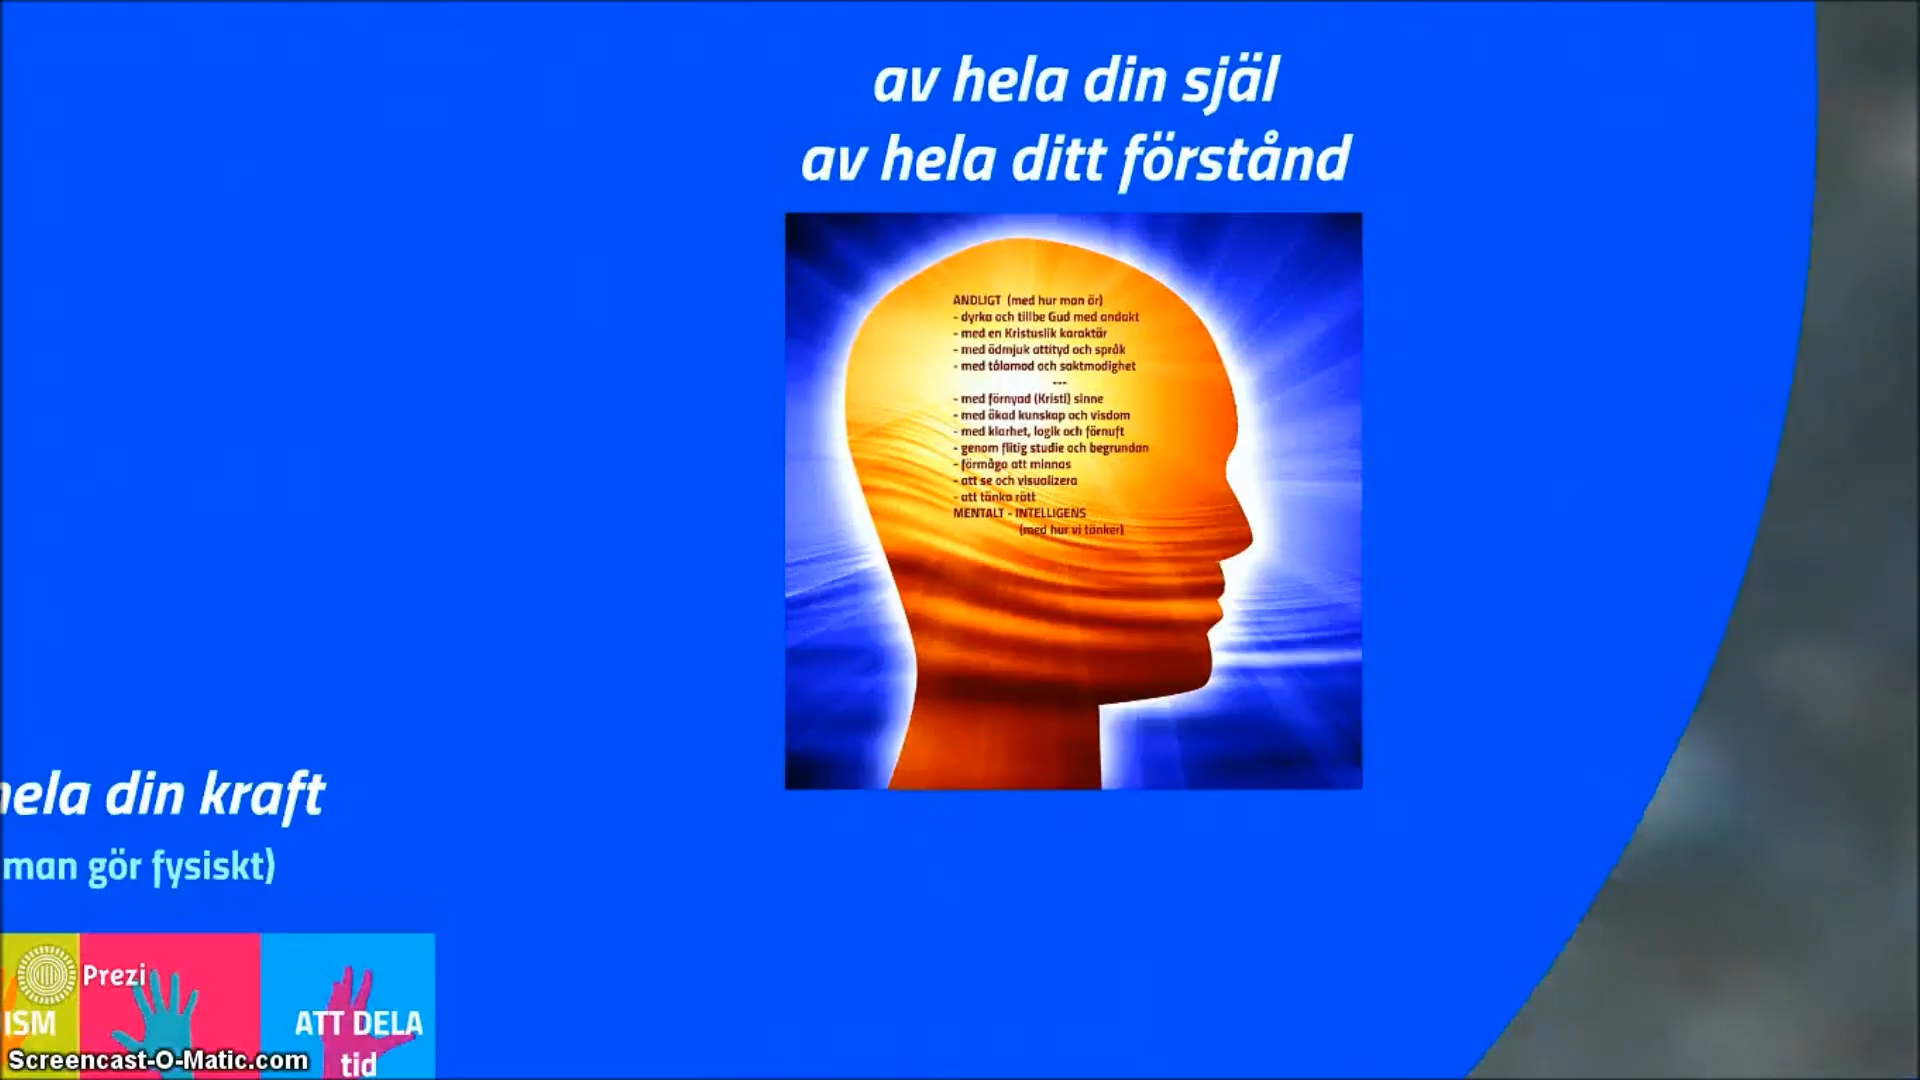 av hela din själ
av hela ditt förstånd
ANDLIGT (med hur man är)
- dyrka och tillbe Gud med andakt
- med en Kristuslik karaktär
- med ödmjuk attityd och språk
- med tålamod och saktmodighet
---
- med förnyad (Kristi) sinne
- med ökad kunskap och visdom
- med klarhet, logik och förnuft
- genom flitig studie och begrundan
- förmåga att minnas
- att se och visualizera
- att tänka rätt
MENTALT - INTELLIGENS
(med hur vi tänker)
hela din kraft
man gör fysiskt)
Prezi
ISM
ATT DELA
tid
Screencast-O-Matic.com